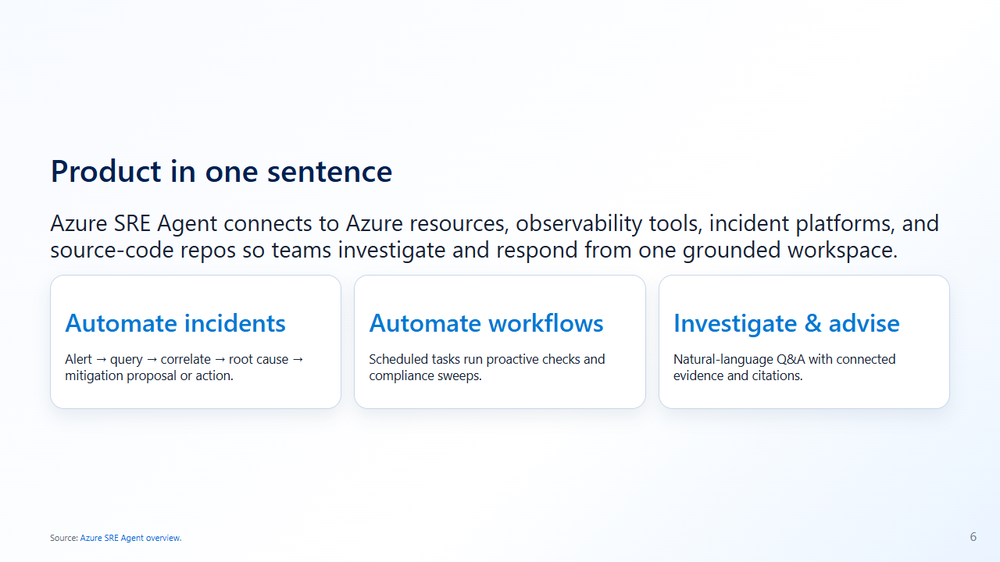 Product in one sentence
Azure SRE Agent connects to Azure resources, observability tools, incident platforms, and
source-code repos so teams investigate and respond from one grounded workspace.
Automate incidents
Alert → query → correlate → root cause →
mitigation proposal or action.
Automate workflows
Scheduled tasks run proactive checks and
compliance sweeps.
Investigate & advise
Natural-language Q&A with connected
evidence and citations.
Source: Azure SRE Agent overview.
6